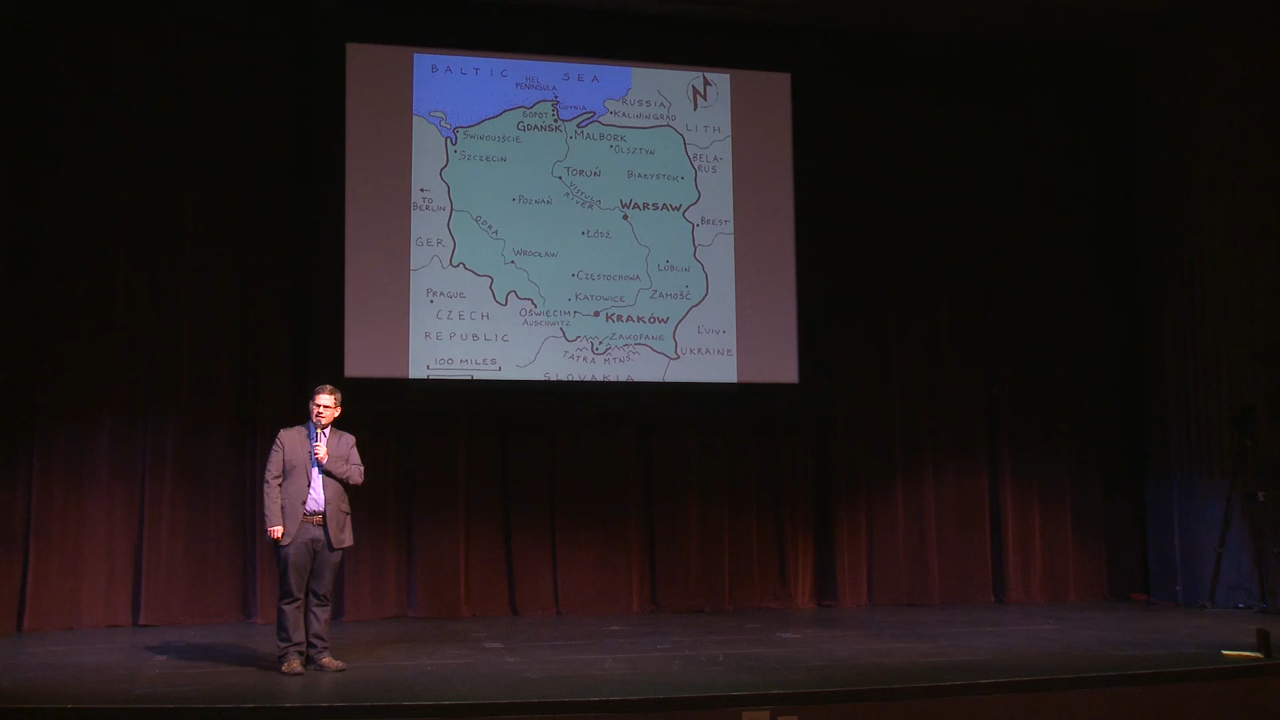 BALTIC SEA
HEL
PENINSULA
GDYNIA
SOPOT
GDAŃSK
RUSSIA
KALININGRAD
N
LITH.
ŚWINOUJŚCIE
MALBORK
OLSZTYN
SZCZECIN
BELA-
RUS
TORUŃ
BIAŁYSTOK
TO
BERLIN
POZNAŃ
VISTULA
RIVER
WARSAW
ODRA
BREST
ŁÓDŹ
GER.
WROCŁAW
LUBLIN
CZĘSTOCHOWA
PRAGUE
KATOWICE
ZAMOŚĆ
CZECH
REPUBLIC
OŚWIĘCIM
AUSCHWITZ
KRAKÓW
L'VIV
ZAKOPANE
TATRA MTNS.
UKRAINE
100 MILES
SLOVAKIA